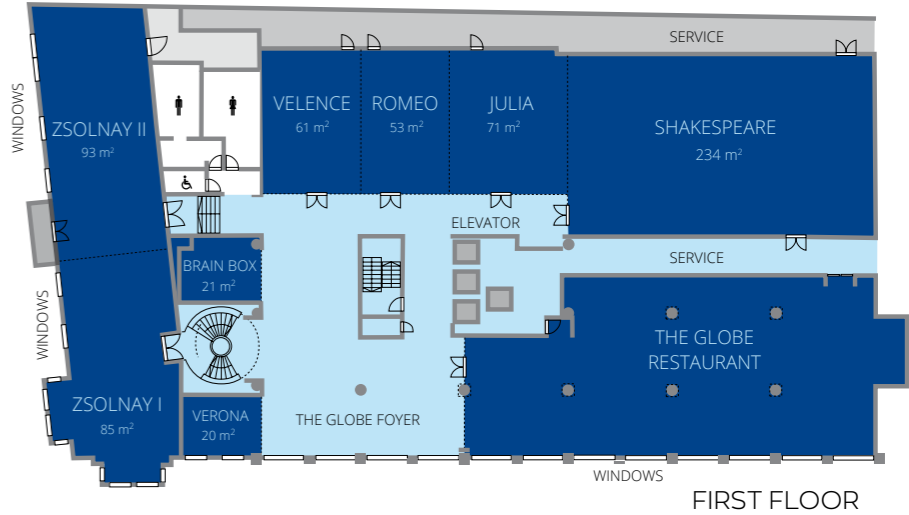 SERVICE
WINDOWS
ZSOLNAY II
93 m²
VELENCE
61 m²
ROMEO
53 m²
JULIA
71 m²
SHAKESPEARE
234 m²
ELEVATOR
SERVICE
BRAIN BOX
21 m²
WINDOWS
THE GLOBE
RESTAURANT
ZSOLNAY I
85 m²
VERONA
20 m²
THE GLOBE FOYER
WINDOWS
FIRST FLOOR